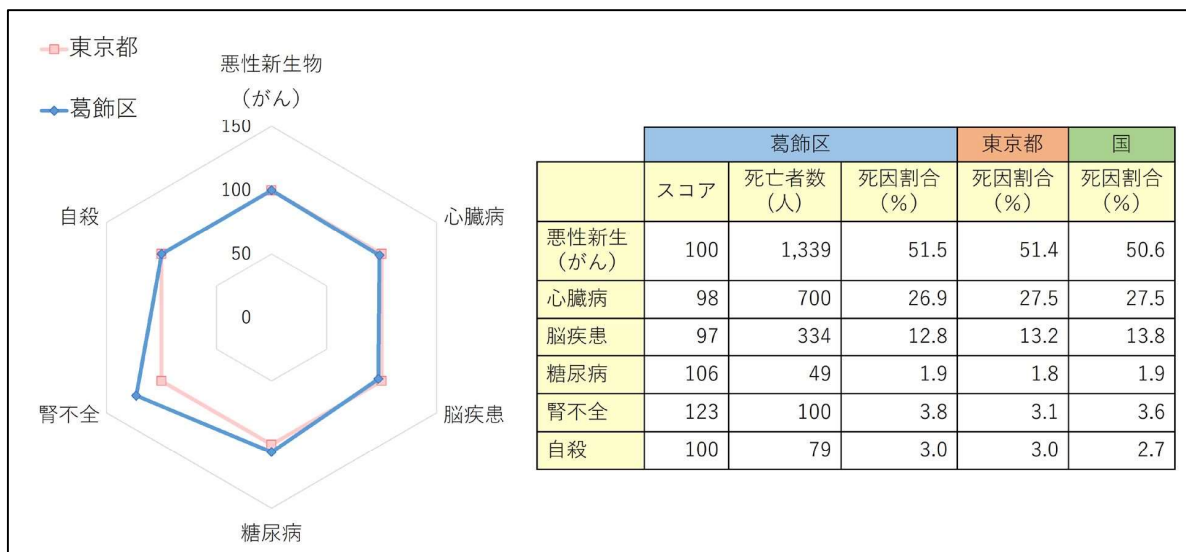 東京都
葛飾区
悪性新生物
（がん）
150
100
50
0
心臓病
脳疾患
糖尿病
腎不全
自殺
葛飾区 東京都 国
スコア 死亡者数（人） 死因割合（%） 死因割合（%） 死因割合（%）
悪性新生（がん） 100 1,339 51.5 51.4 50.6
心臓病 98 700 26.9 27.5 27.5
脳疾患 97 334 12.8 13.2 13.8
糖尿病 106 49 1.9 1.8 1.9
腎不全 123 100 3.8 3.1 3.6
自殺 100 79 3.0 3.0 2.7